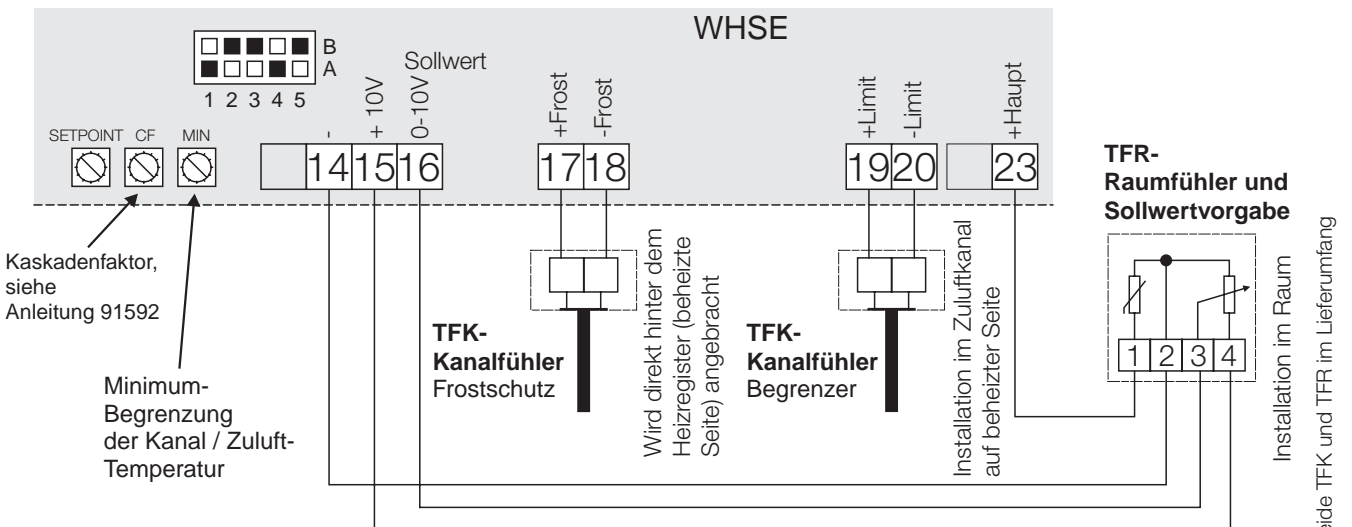 WHSE
B
A
1 2 3 4 5
SETPOINT CF MIN
-
+ 10V
0-10V
Sollwert
+Frost
-Frost
+Limit
-Limit
+Haupt
14 15 16
17 18
19 20
23
Kaskadenfaktor,
siehe
Anleitung 91592
Minimum-
Begrenzung
der Kanal / Zuluft-
Temperatur
TFK-
Kanalfühler
Frostschutz
Wird direkt hinter dem
Heizregister (beheizte
Seite) angebracht
TFK-
Kanalfühler
Begrenzer
Installation im Zuluftkanal
auf beheizter Seite
TFR-
Raumfühler und
Sollwertvorgabe
1 2 3 4
Installation im Raum
TFK und TFR im Lieferumfang